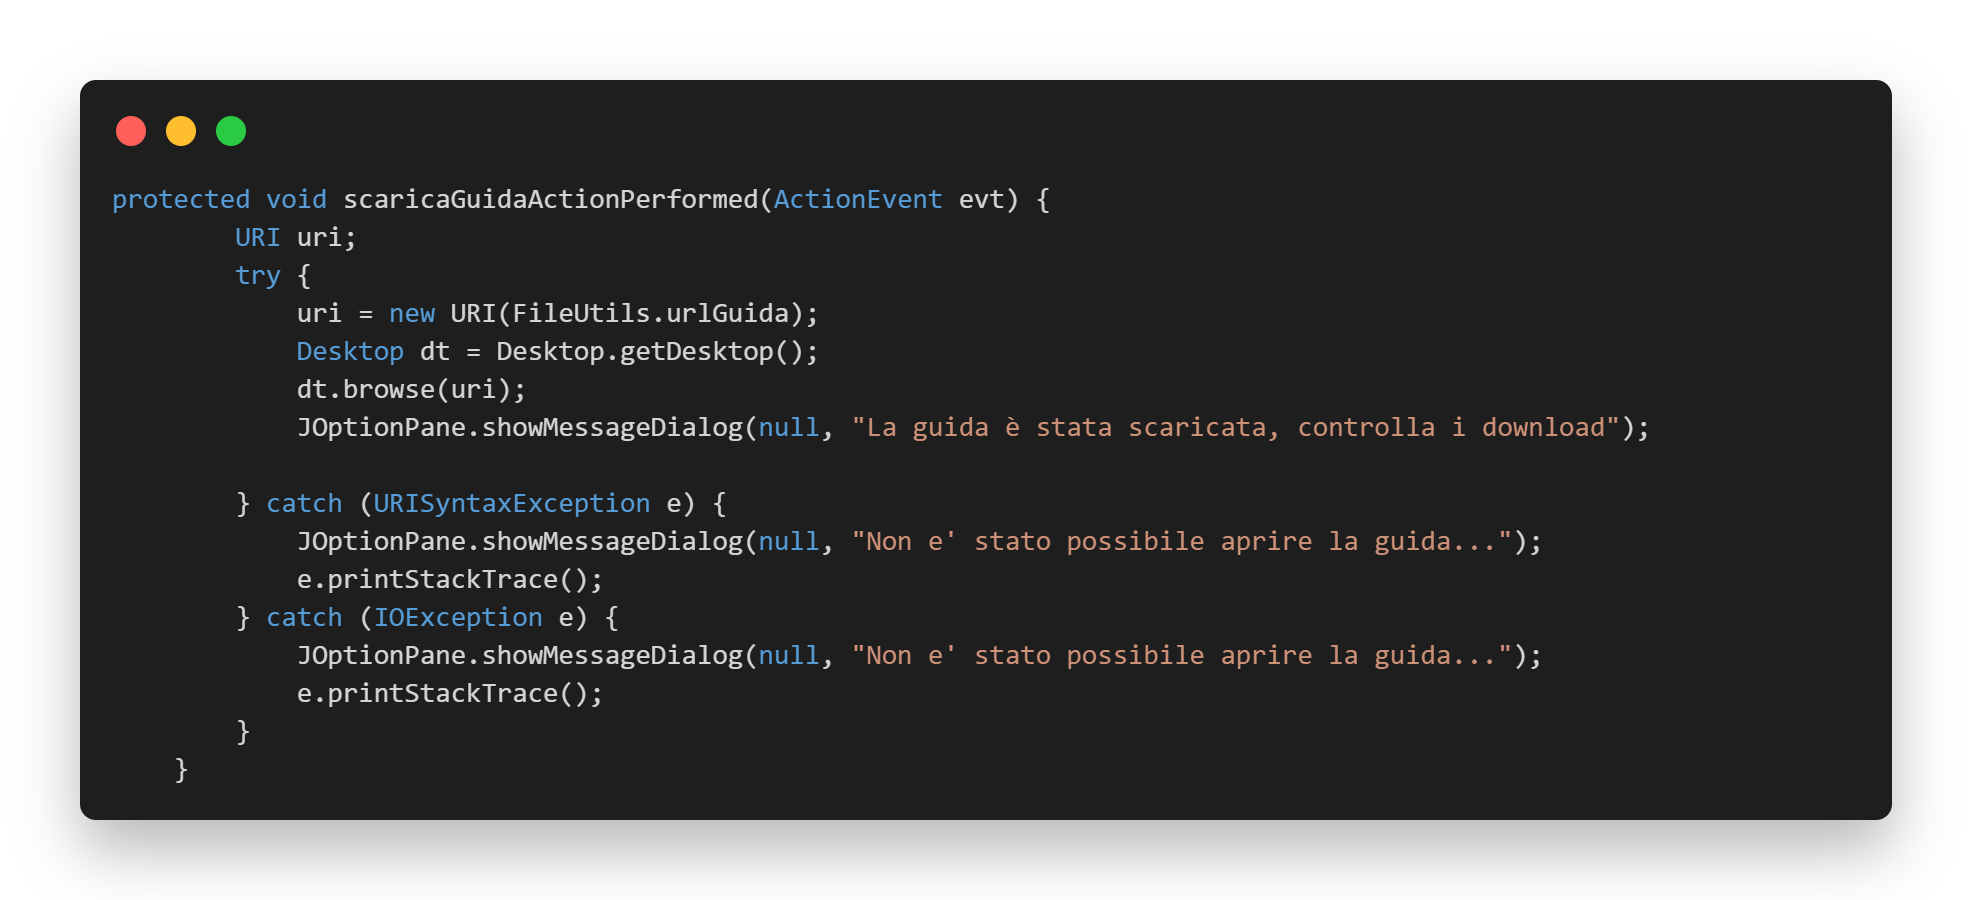 protected void scaricaGuidaActionPerformed(ActionEvent evt) {
        URI uri;
        try {
            uri = new URI(FileUtils.urlGuida);
            Desktop dt = Desktop.getDesktop();
            dt.browse(uri);
            JOptionPane.showMessageDialog(null, "La guida è stata scaricata, controlla i download");

        } catch (URISyntaxException e) {
            JOptionPane.showMessageDialog(null, "Non e' stato possibile aprire la guida...");
            e.printStackTrace();
        } catch (IOException e) {
            JOptionPane.showMessageDialog(null, "Non e' stato possibile aprire la guida...");
            e.printStackTrace();
        }
    }